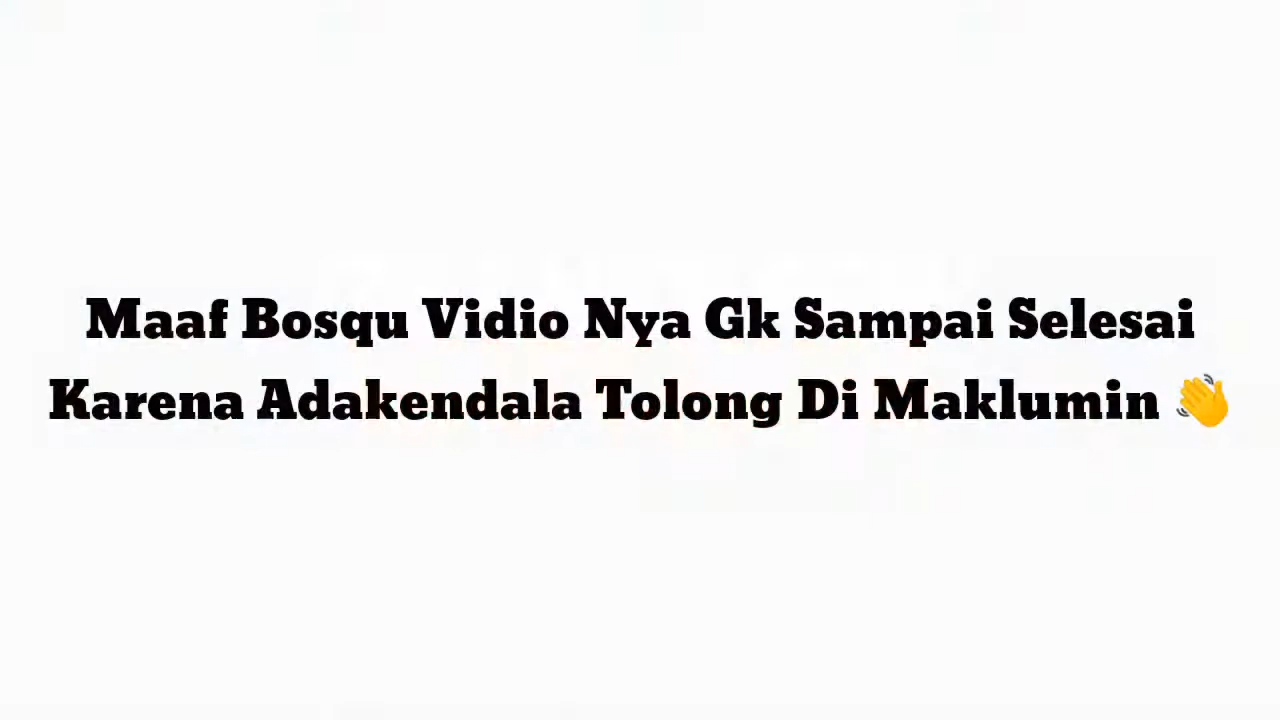 Maaf Bosqu Vidio Nya Gk Sampai Selesai
Karena Adakendala Tolong Di Maklumin 👋